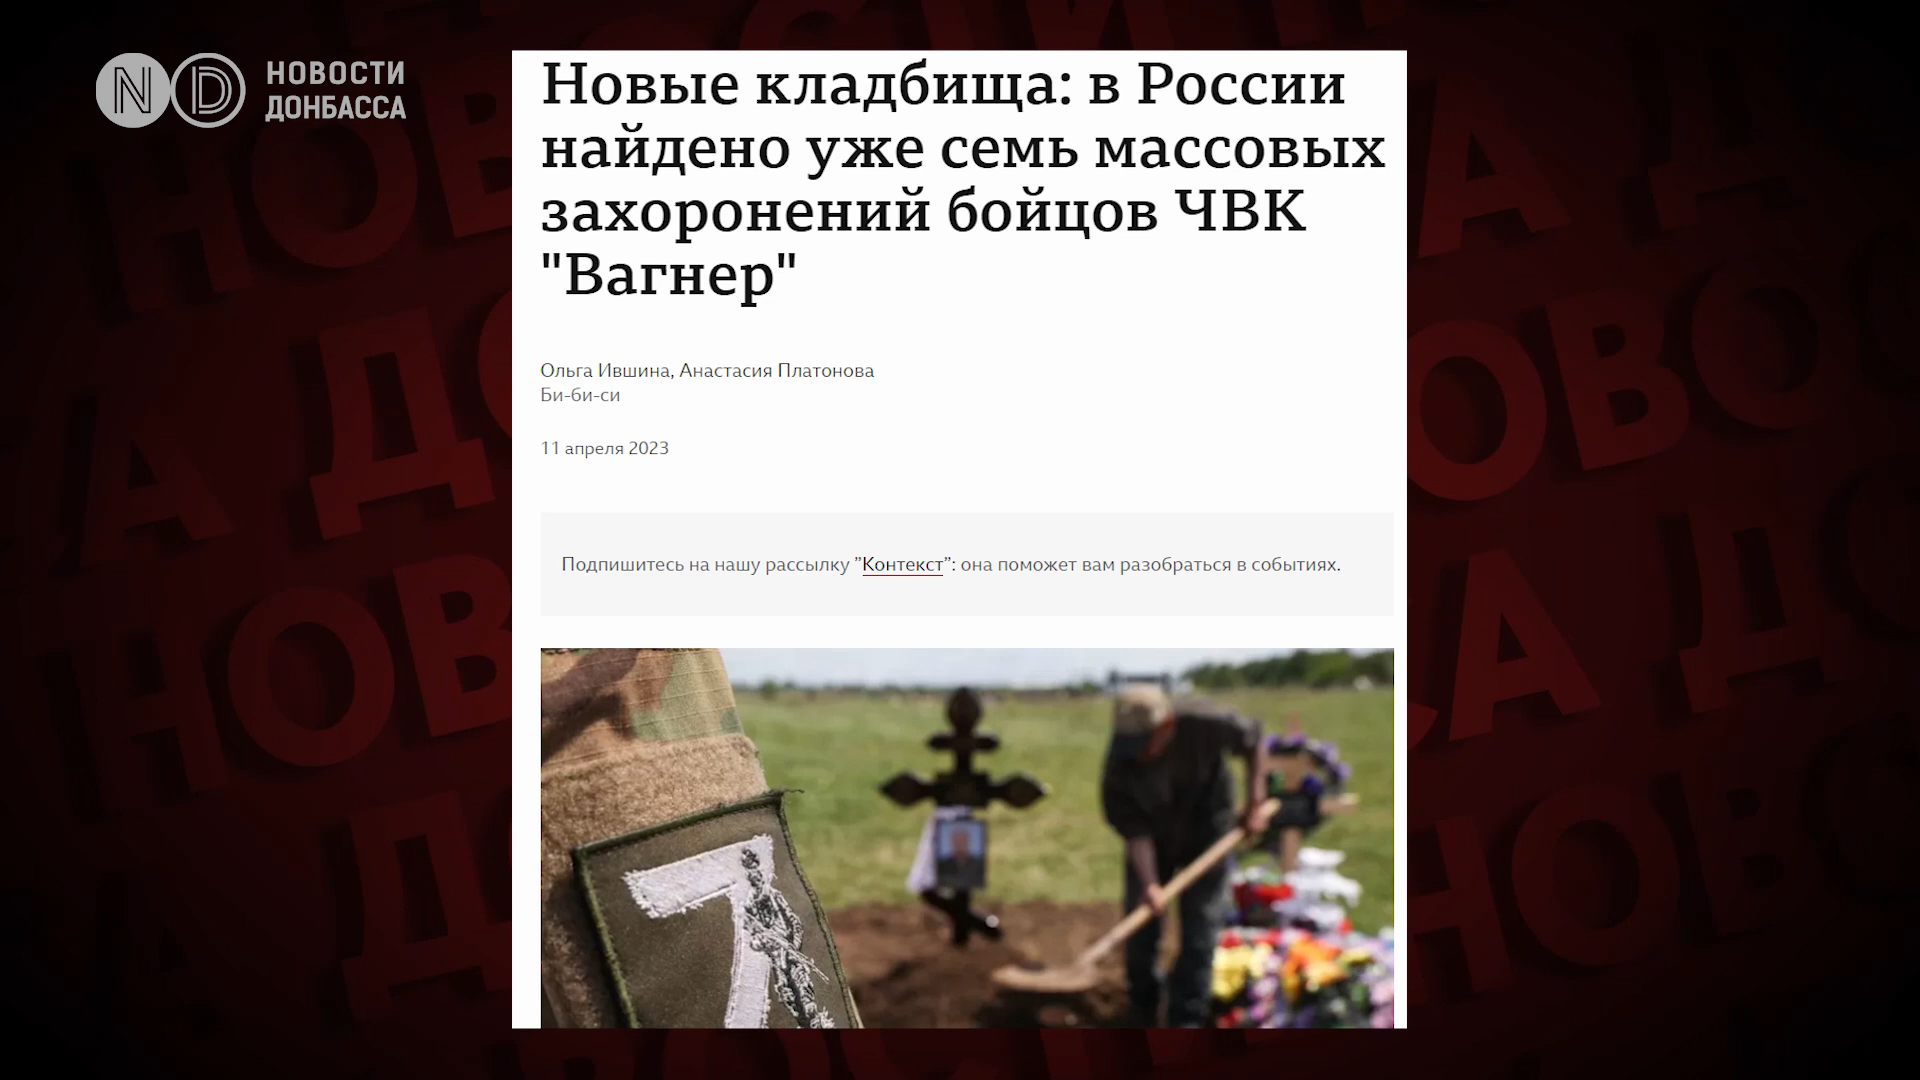 НОВОСТИ
ДОНБАССА
Новые кладбища: в России
найдено уже семь массовых
захоронений бойцов ЧВК
"Вагнер"
Ольга Ившина, Анастасия Платонова
Би-би-си
11 апреля 2023
Подпишитесь на нашу рассылку ”Контекст”: она поможет вам разобраться в событиях.